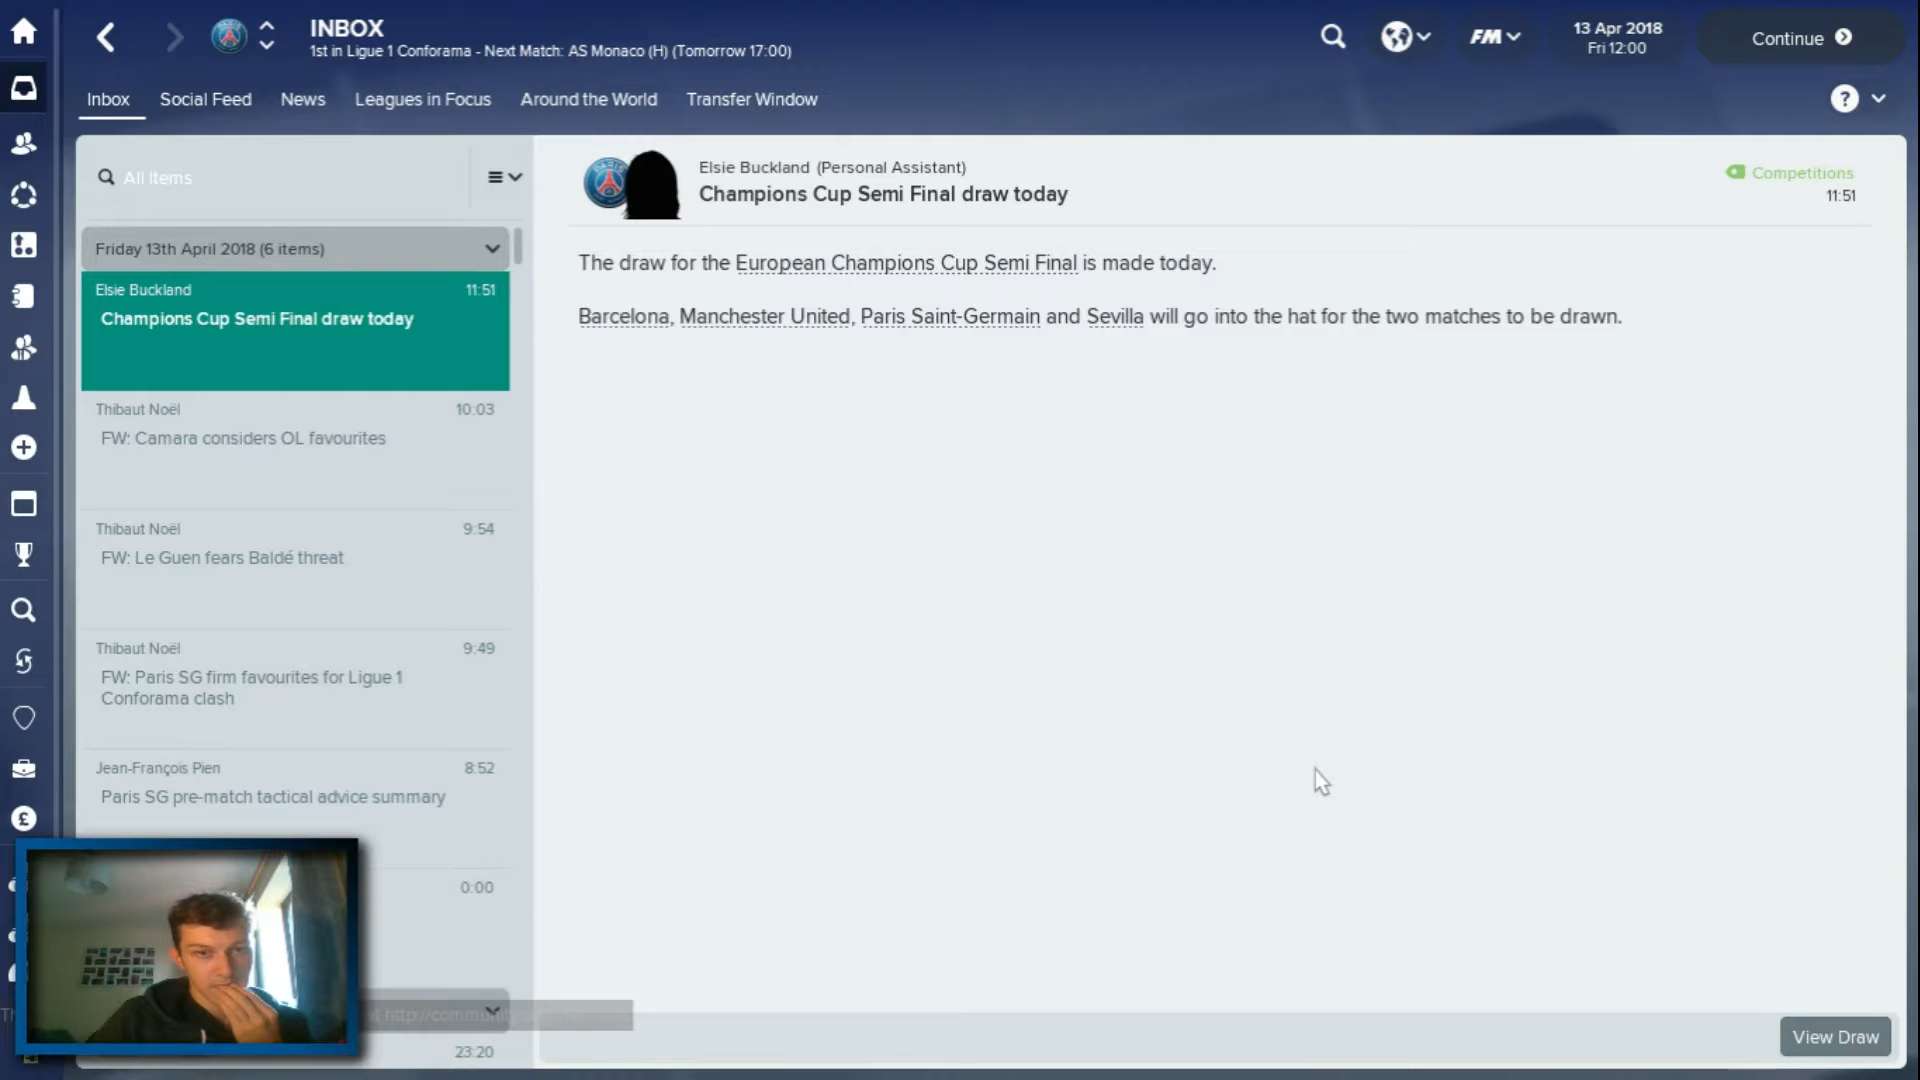 INBOX
1st in Ligue 1 Conforama - Next Match: AS Monaco (H) (Tomorrow 17:00)
FM
13 Apr 2018
Fri 12:00
Continue
Inbox
Social Feed
News
Leagues in Focus
Around the World
Transfer Window
?
All Items
Friday 13th April 2018 (6 items)
Elsie Buckland 11:51
Champions Cup Semi Final draw today
Thibaut Noël 10:03
FW: Camara considers OL favourites
Thibaut Noël 9:54
FW: Le Guen fears Baldé threat
Thibaut Noël 9:49
FW: Paris SG firm favourites for Ligue 1
Conforama clash
Jean-François Pien 8:52
Paris SG pre-match tactical advice summary
0:00
23:20
Elsie Buckland (Personal Assistant)
Champions Cup Semi Final draw today
Competitions
11:51
The draw for the European Champions Cup Semi Final is made today.
Barcelona, Manchester United, Paris Saint-Germain and Sevilla will go into the hat for the two matches to be drawn.
View Draw